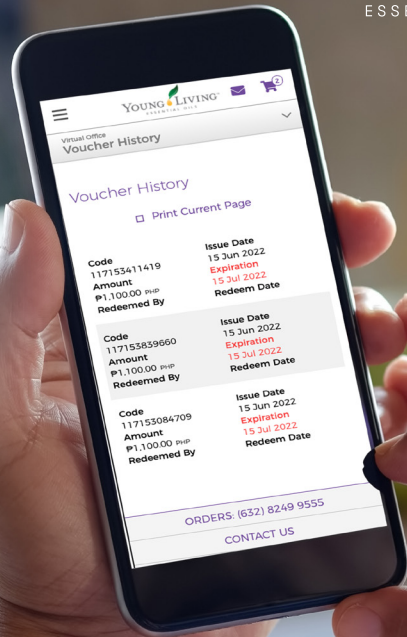 ESSE
YOUNG LIVING
ESSENTIAL OILS
2
Virtual Office
Voucher History
Voucher History
Print Current Page
Code
117153411419
Amount
₱1,100.00 PHP
Redeemed By
Issue Date
15 Jun 2022
Expiration
15 Jul 2022
Redeem Date
Code
117153839660
Amount
₱1,100.00 PHP
Redeemed By
Issue Date
15 Jun 2022
Expiration
15 Jul 2022
Redeem Date
Code
117153084709
Amount
₱1,100.00 PHP
Redeemed By
Issue Date
15 Jun 2022
Expiration
15 Jul 2022
Redeem Date
ORDERS: (632) 8249 9555
CONTACT US